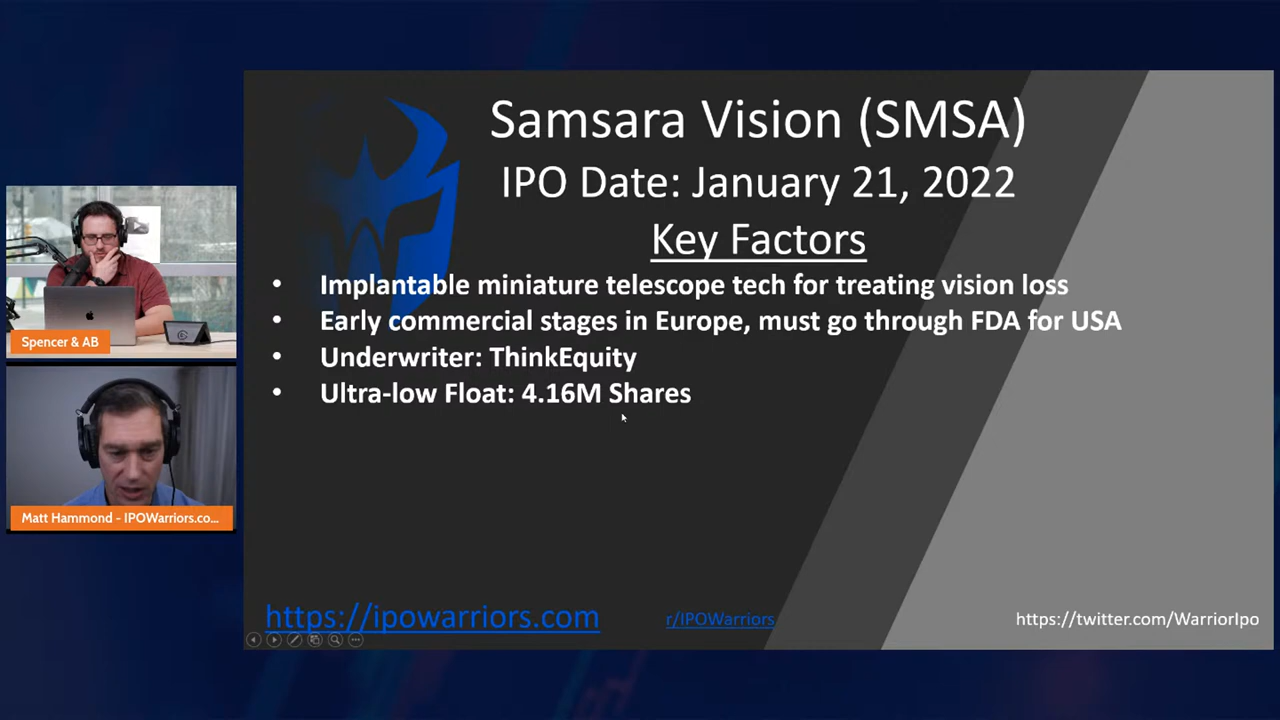 Samsara Vision (SMSA)
IPO Date: January 21, 2022
Key Factors
• Implantable miniature telescope tech for treating vision loss
• Early commercial stages in Europe, must go through FDA for USA
• Underwriter: ThinkEquity
• Ultra-low Float: 4.16M Shares
Spencer & AB
Matt Hammond - IPOWarriors.co...
https://ipowarriors.com
r/IPOWarriors
https://twitter.com/WarriorIpo